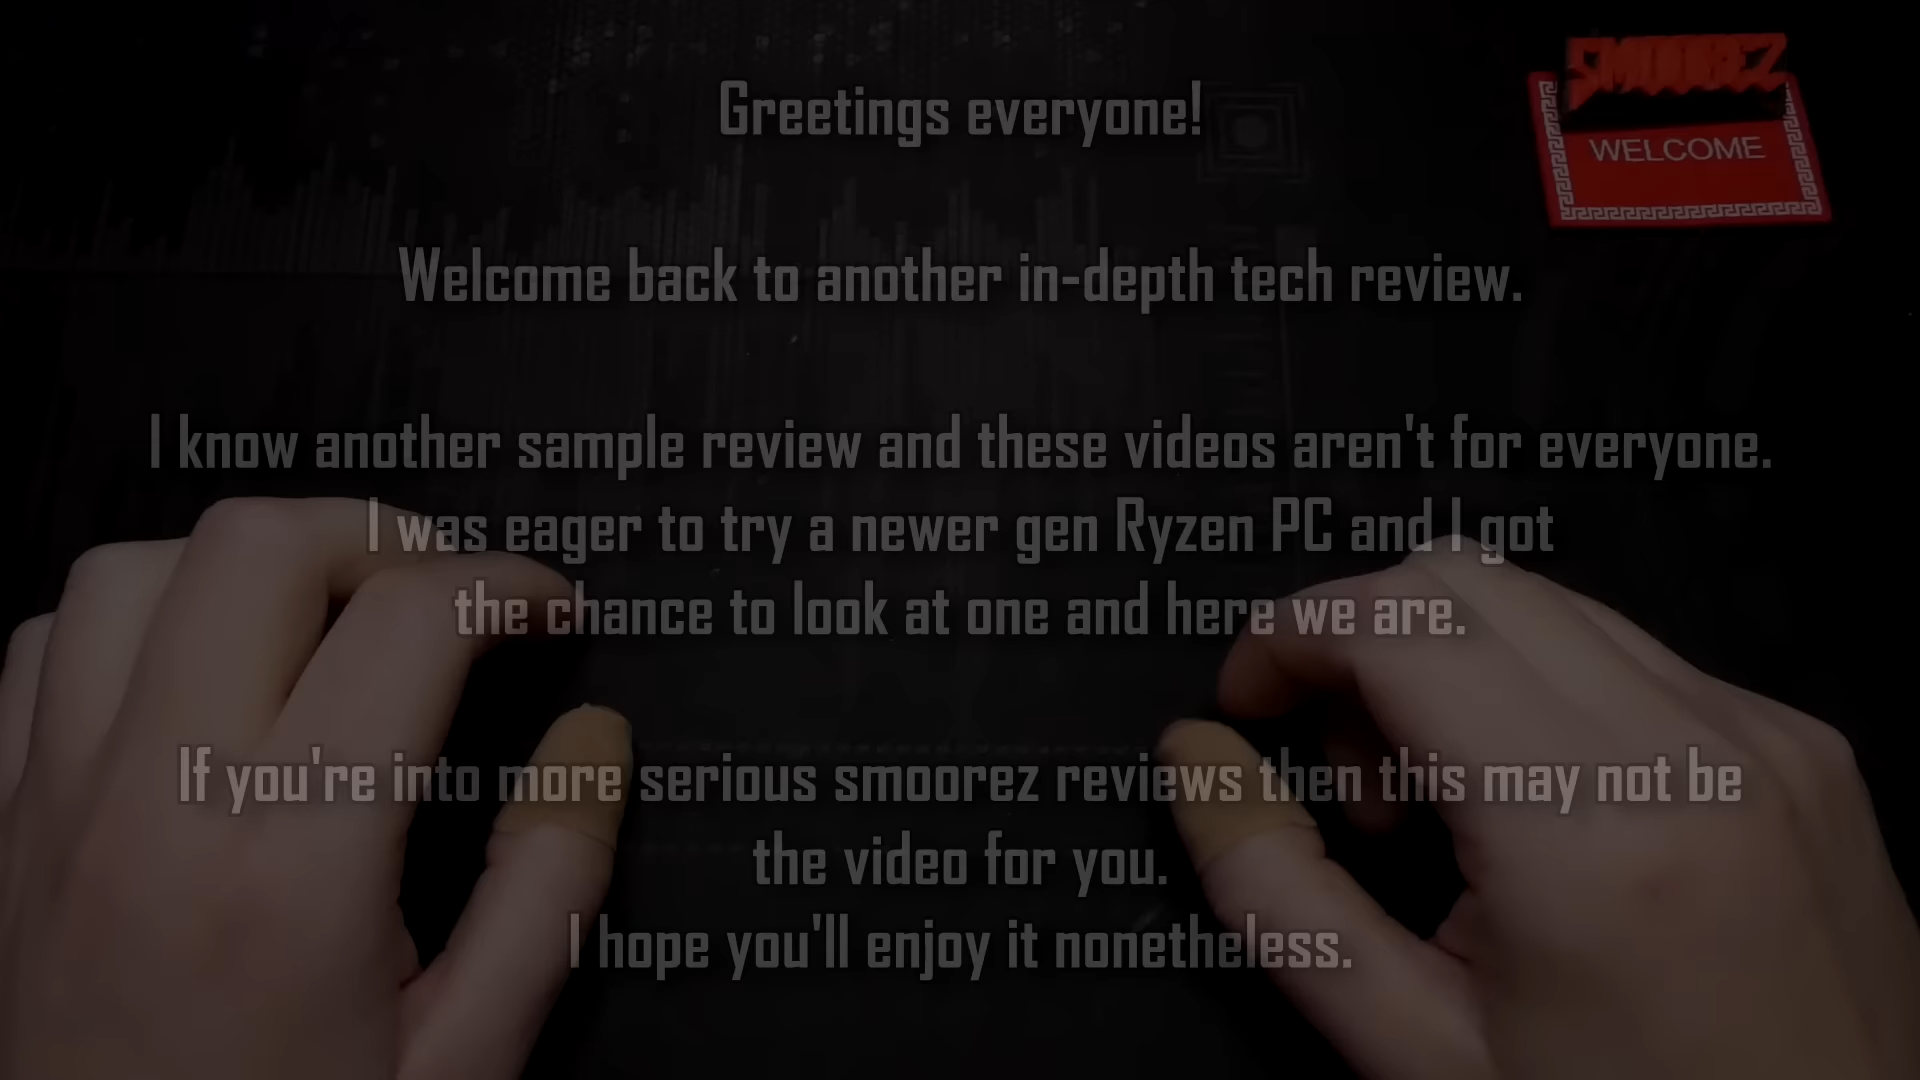 SMOOREZ
WELCOME
Greetings everyone!
Welcome back to another in-depth tech review.
I know another sample review and these videos aren't for everyone.
I was eager to try a newer gen Ryzen PC and I got
the chance to look at one and here we are.
If you're into more serious smoorez reviews then this may not be
the video for you.
I hope you'll enjoy it nonetheless.